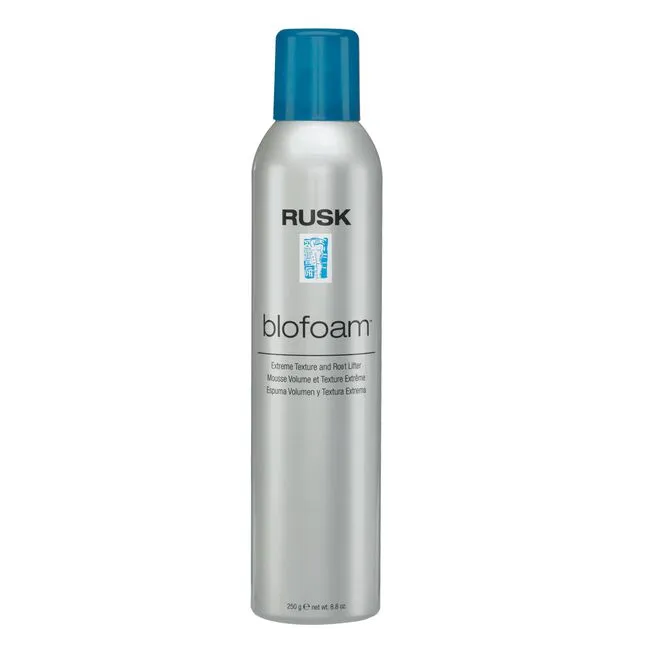 RUSK
blofoam™
Extreme Texture and Root Lifter
Mousse Volume et Texture Extrême
Espuma Volumen y Textura Extrema
250 g ℮ net wt. 8.8 oz.